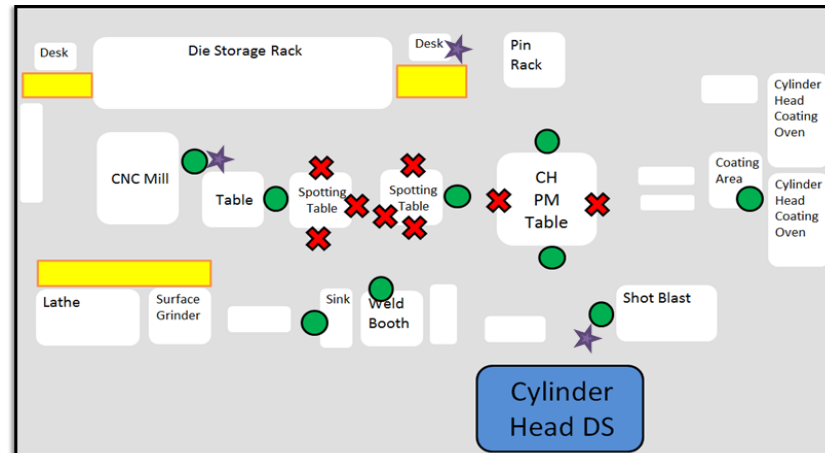 Desk
Die Storage Rack
Desk
Pin
Rack
Cylinder
Head
Coating
Oven
CNC Mill
Table
Spotting
Table
Spotting
Table
CH
PM
Table
Coating
Area
Cylinder
Head
Coating
Oven
Lathe
Surface
Grinder
Sink
Weld
Booth
Shot Blast
Cylinder
Head DS